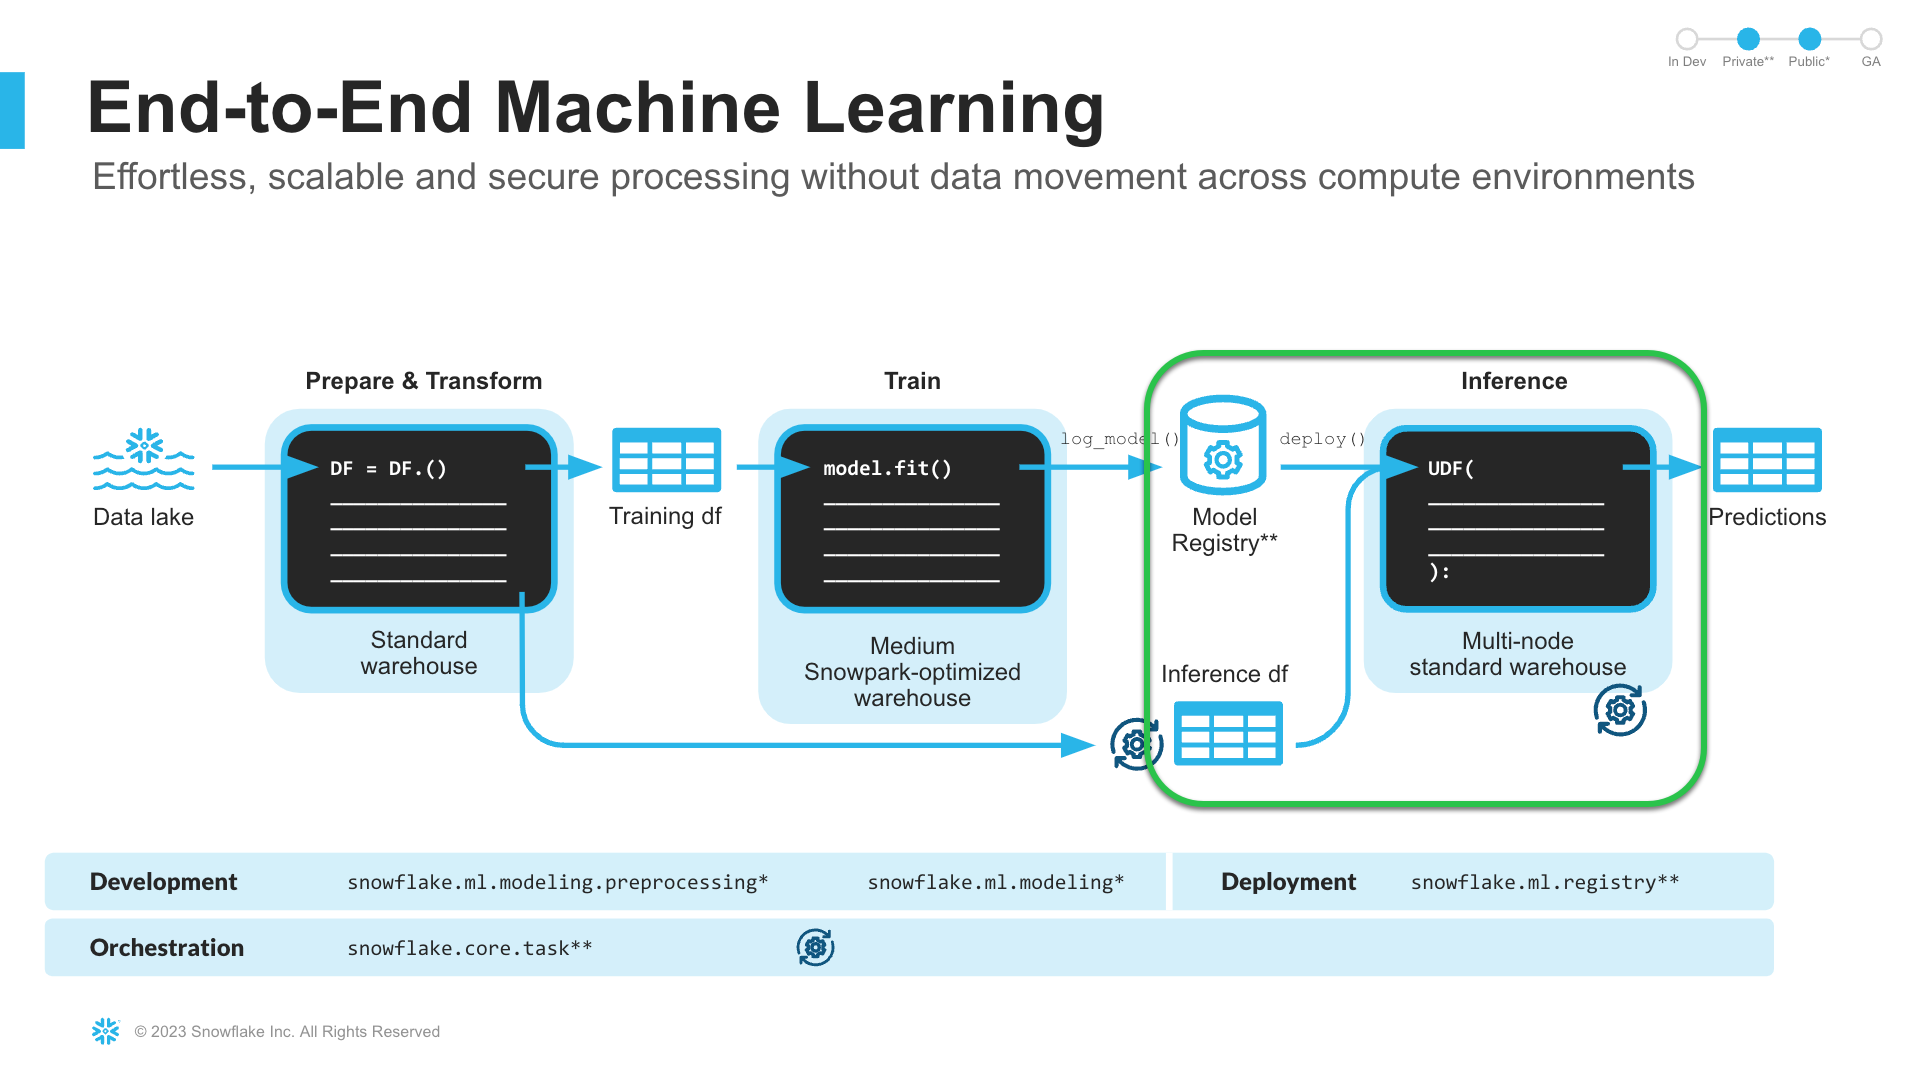 In Dev Private** Public* GA
End-to-End Machine Learning
Effortless, scalable and secure processing without data movement across compute environments
Prepare & Transform
Train
Inference
Data lake
DF = DF.()
Standard
warehouse
Training df
model.fit()
Medium
Snowpark-optimized
warehouse
log_model()
Model
Registry**
deploy()
UDF(
):
Multi-node
standard warehouse
Predictions
Inference df
Development snowflake.ml.modeling.preprocessing* snowflake.ml.modeling*
Deployment snowflake.ml.registry**
Orchestration snowflake.core.task**
© 2023 Snowflake Inc. All Rights Reserved